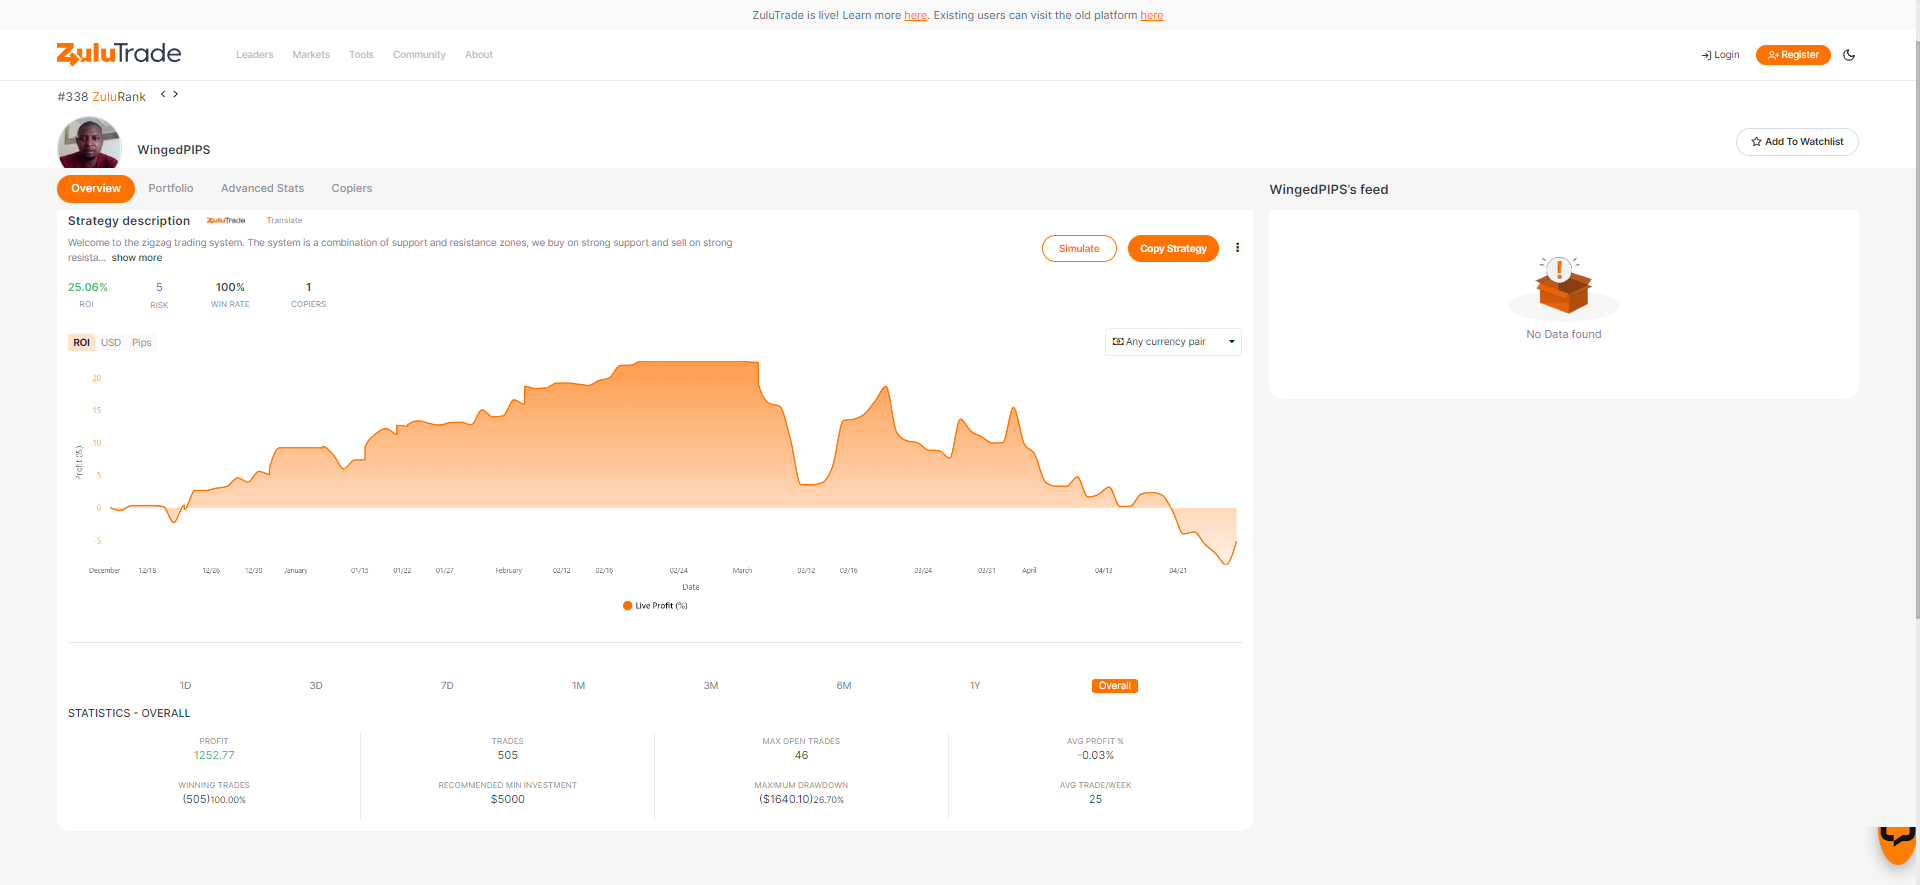 ZuluTrade is live! Learn more here. Existing users can visit the old platform here
ZuluTrade
Leaders
Markets
Tools
Community
About
Login
Register
#338 ZuluRank
WingedPIPS
Add To Watchlist
Overview
Portfolio
Advanced Stats
Copiers
WingedPIPS's feed
Strategy description
ZuluTrade
Translate
Welcome to the zigzag trading system. The system is a combination of support and resistance zones, we buy on strong support and sell on strong
resista... show more
Simulate
Copy Strategy
25.06%
ROI
5
RISK
100%
WIN RATE
1
COPIERS
No Data found
ROI
USD
Pips
Any currency pair
Profit (%)
20
15
10
5
0
-5
December
12/18
12/26
12/30
January
01/15
01/22
01/27
February
02/12
02/16
02/24
March
03/12
03/16
03/24
03/31
April
04/13
04/21
Date
Live Profit (%)
1D
3D
7D
1M
3M
6M
1Y
Overall
STATISTICS - OVERALL
PROFIT
1252.77
TRADES
505
MAX OPEN TRADES
46
AVG PROFIT %
-0.03%
WINNING TRADES
(505)100.00%
RECOMMENDED MIN INVESTMENT
$5000
MAXIMUM DRAWDOWN
($1640.10)26.70%
AVG TRADE/WEEK
25